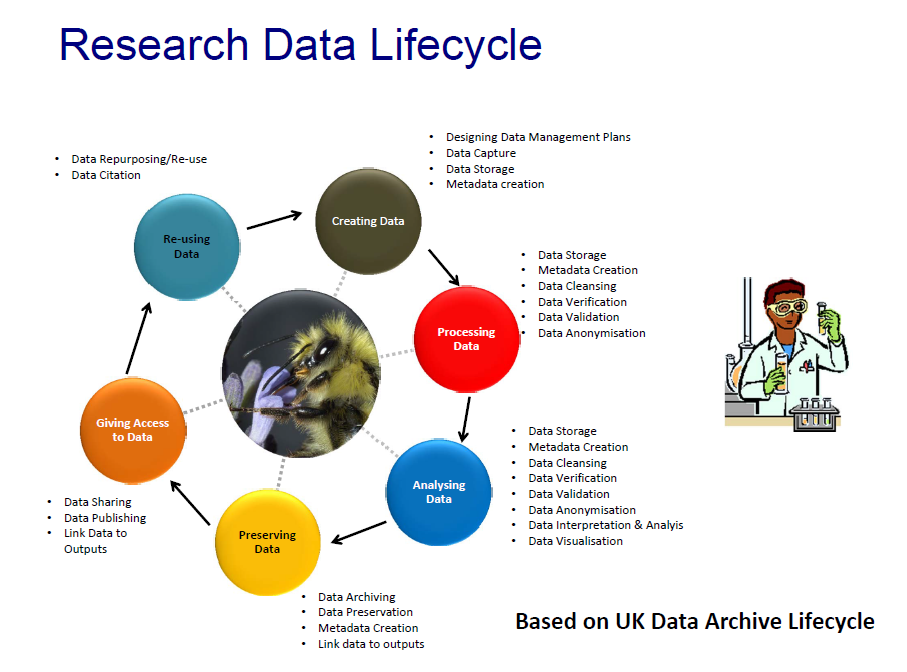 Research Data Lifecycle
• Designing Data Management Plans
• Data Capture
• Data Storage
• Metadata creation
• Data Repurposing/Re-use
• Data Citation
Creating Data
Re-using
Data
• Data Storage
• Metadata Creation
• Data Cleansing
• Data Verification
• Data Validation
• Data Anonymisation
Processing
Data
Giving Access
to Data
• Data Storage
• Metadata Creation
• Data Cleansing
• Data Verification
• Data Validation
• Data Anonymisation
• Data Interpretation & Analyis
• Data Visualisation
Analysing
Data
• Data Sharing
• Data Publishing
• Link Data to
Outputs
Preserving
Data
• Data Archiving
• Data Preservation
• Metadata Creation
• Link data to outputs
Based on UK Data Archive Lifecycle